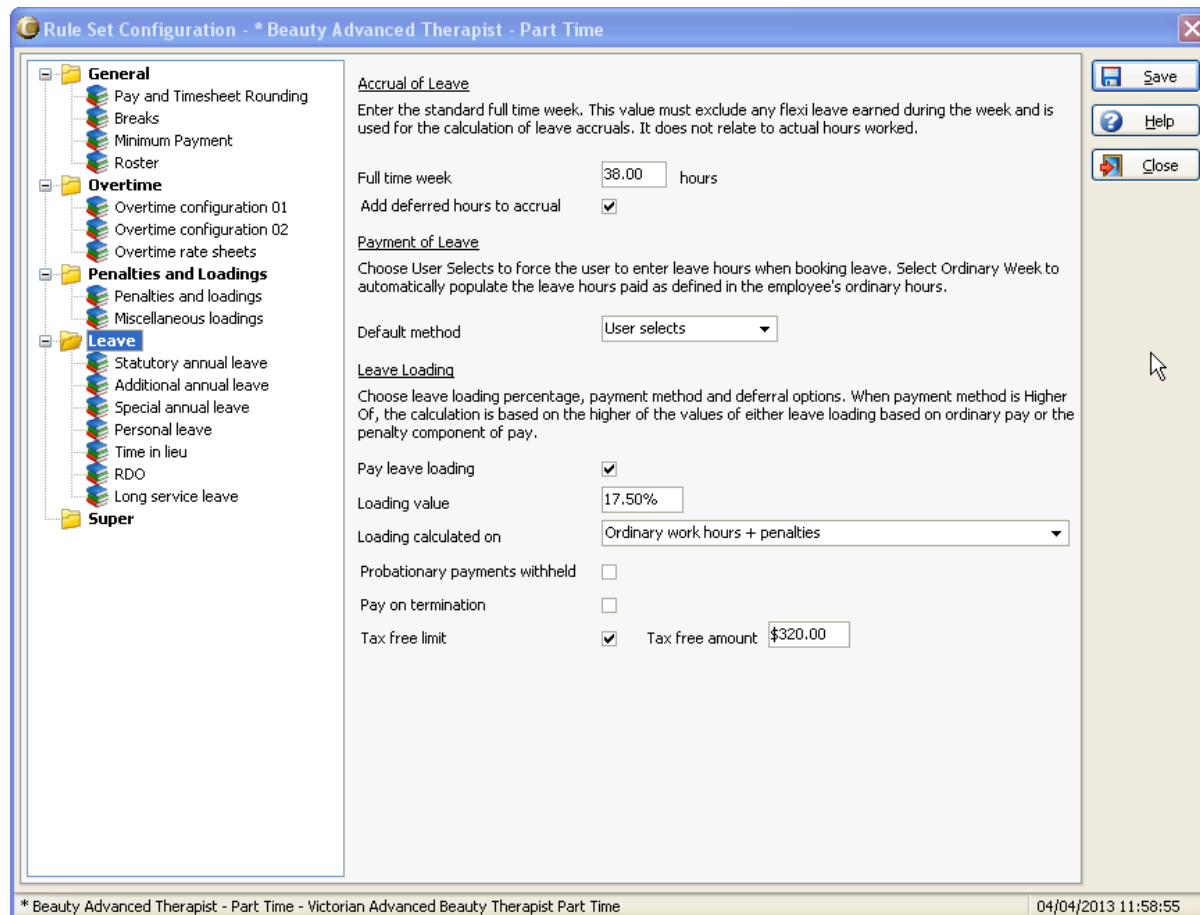 Rule Set Configuration - * Beauty Advanced Therapist - Part Time
General
Pay and Timesheet Rounding
Breaks
Minimum Payment
Roster
Overtime
Overtime configuration 01
Overtime configuration 02
Overtime rate sheets
Penalties and Loadings
Penalties and loadings
Miscellaneous loadings
Leave
Statutory annual leave
Additional annual leave
Special annual leave
Personal leave
Time in lieu
RDO
Long service leave
Super
Accrual of Leave
Enter the standard full time week. This value must exclude any flexi leave earned during the week and is
used for the calculation of leave accruals. It does not relate to actual hours worked.
Full time week 38.00 hours
Add deferred hours to accrual
Payment of Leave
Choose User Selects to force the user to enter leave hours when booking leave. Select Ordinary Week to
automatically populate the leave hours paid as defined in the employee's ordinary hours.
Default method User selects
Leave Loading
Choose leave loading percentage, payment method and deferral options. When payment method is Higher
Of, the calculation is based on the higher of the values of either leave loading based on ordinary pay or the
penalty component of pay.
Pay leave loading
Loading value 17.50%
Loading calculated on Ordinary work hours + penalties
Probationary payments withheld
Pay on termination
Tax free limit Tax free amount $320.00
Save
Help
Close
* Beauty Advanced Therapist - Part Time - Victorian Advanced Beauty Therapist Part Time 04/04/2013 11:58:55